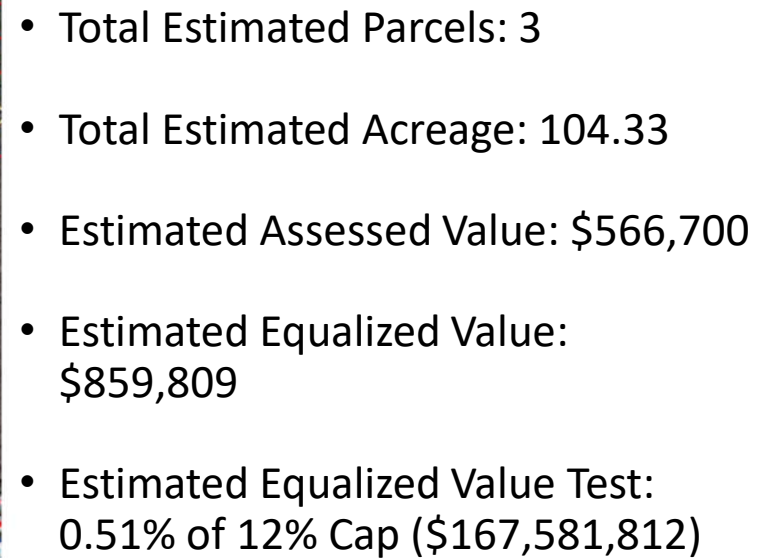 • Total Estimated Parcels: 3
• Total Estimated Acreage: 104.33
• Estimated Assessed Value: $566,700
• Estimated Equalized Value:
$859,809
• Estimated Equalized Value Test:
0.51% of 12% Cap ($167,581,812)